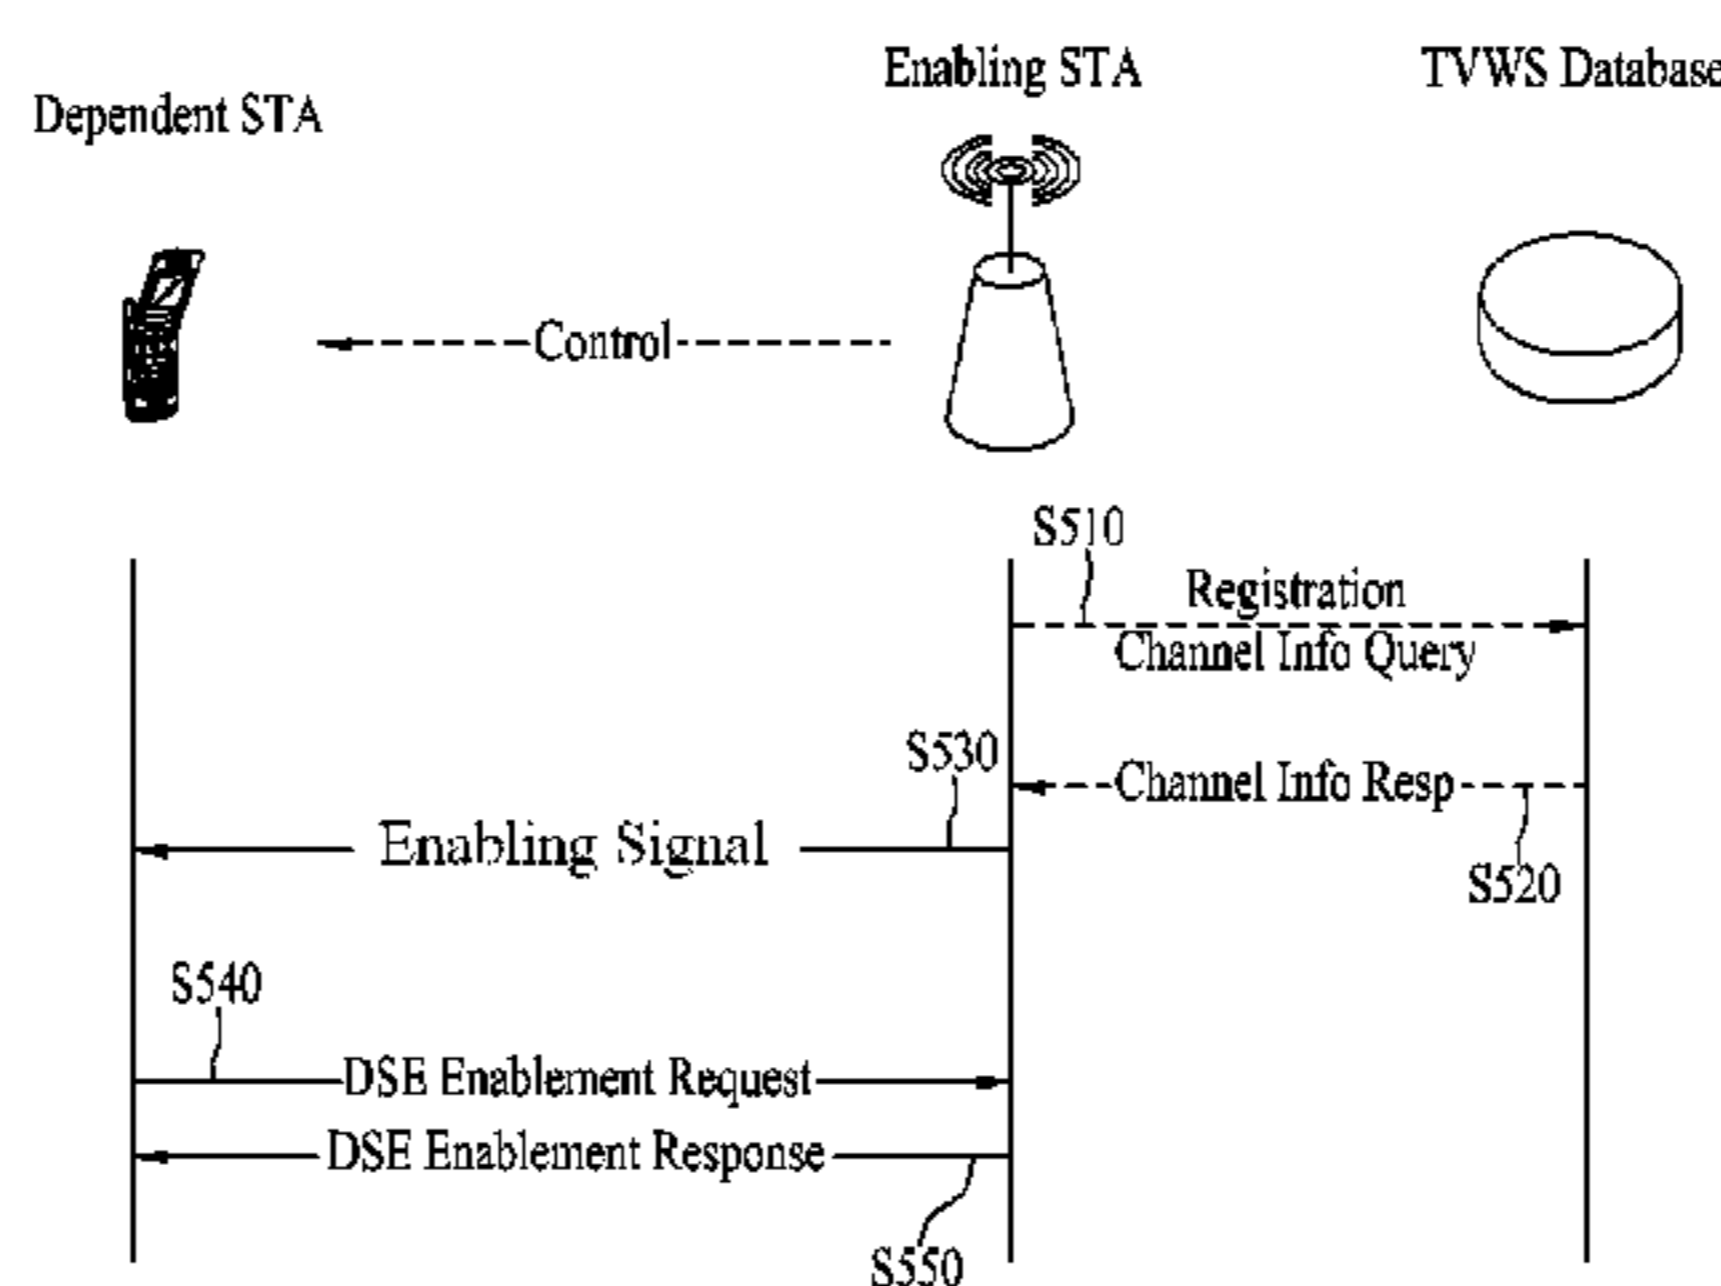 Enabling STA
TVWS Database
Dependent STA
Control
S510
Registration
Channel Info Query
S530
Channel Info Resp
Enabling Signal
S520
S540
DSE Enablement Request
DSE Enablement Response
S550